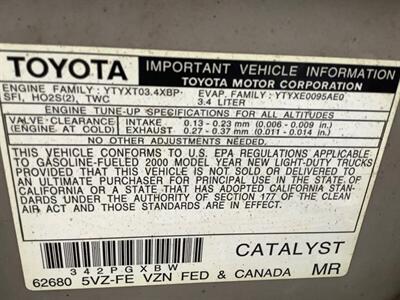 TOYOTA
IMPORTANT VEHICLE INFORMATION
TOYOTA MOTOR CORPORATION
ENGINE FAMILY : YTYXT03.4XBP EVAP. FAMILY : YTYXE0095AE0
SFI, HO2S(2), TWC 3.4 LITER
ENGINE TUNE-UP SPECIFICATIONS FOR ALL ALTITUDES
VALVE CLEARANCE INTAKE 0.13 - 0.23 mm (0.006 - 0.009 in)
(ENGINE AT COLD) EXHAUST 0.27 - 0.37 mm (0.011 - 0.014 in)
NO OTHER ADJUSTMENTS NEEDED.
THIS VEHICLE CONFORMS TO U.S. EPA REGULATIONS APPLICABLE
TO GASOLINE-FUELED 2000 MODEL YEAR NEW LIGHT-DUTY TRUCKS
PROVIDED THAT THIS VEHICLE IS NOT SOLD OR DELIVERED TO
AN ULTIMATE PURCHASER FOR PRINCIPAL USE IN THE STATE OF
CALIFORNIA OR A STATE THAT HAS ADOPTED CALIFORNIA STAN-
DARDS UNDER THE AUTHORITY OF SECTION 177 OF THE CLEAN
AIR ACT AND THOSE STANDARDS ARE IN EFFECT.
342PGXBW
CATALYST
62680 5VZ-FE VZN FED & CANADA MR